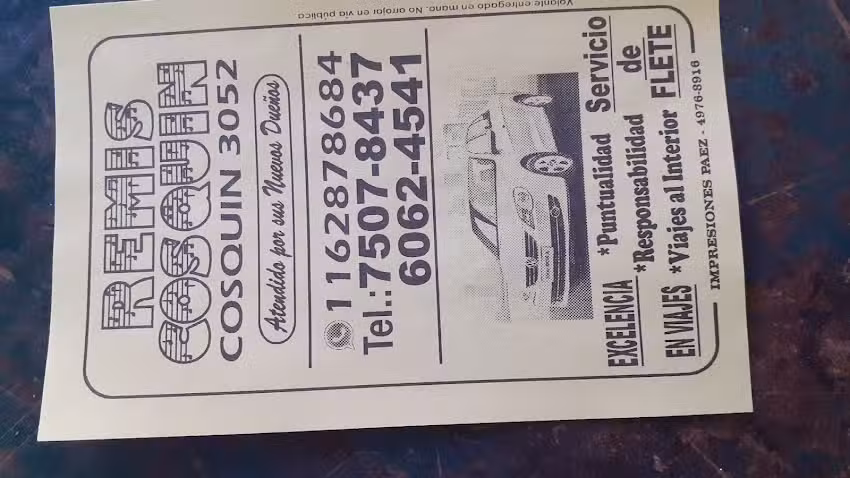 REMIS
COSQUIN
COSQUIN 3052
Atendido por sus Nuevos Dueños
1162878684
Tel.: 7507-8437
6062-4541
EXCELENCIA
EN VIAJES
*Puntualidad
*Responsabilidad
*Viajes al Interior
Servicio
de
FLETE
IMPRESIONES PAEZ - 4976-8916
Volante entregado en mano. No arrojar en vía pública